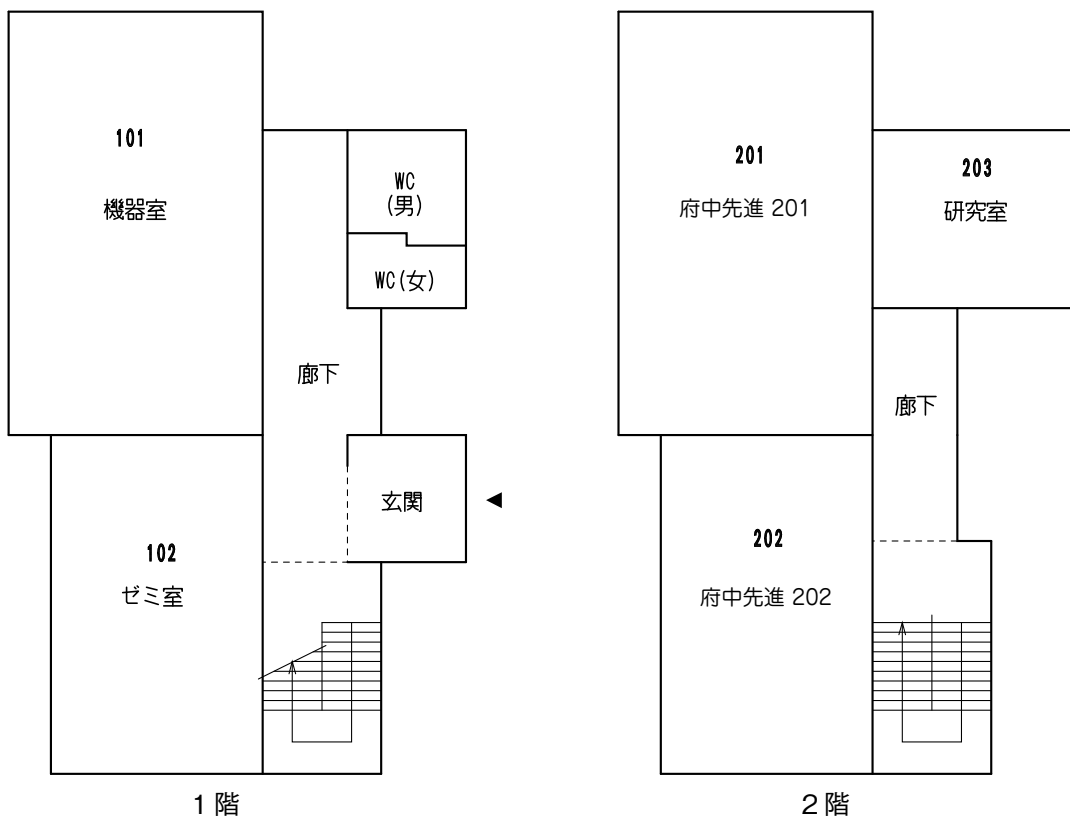 101
機器室
WC
(男)
WC(女)
廊下
玄関
102
ゼミ室
1階
201
府中先進 201
203
研究室
廊下
202
府中先進 202
2階